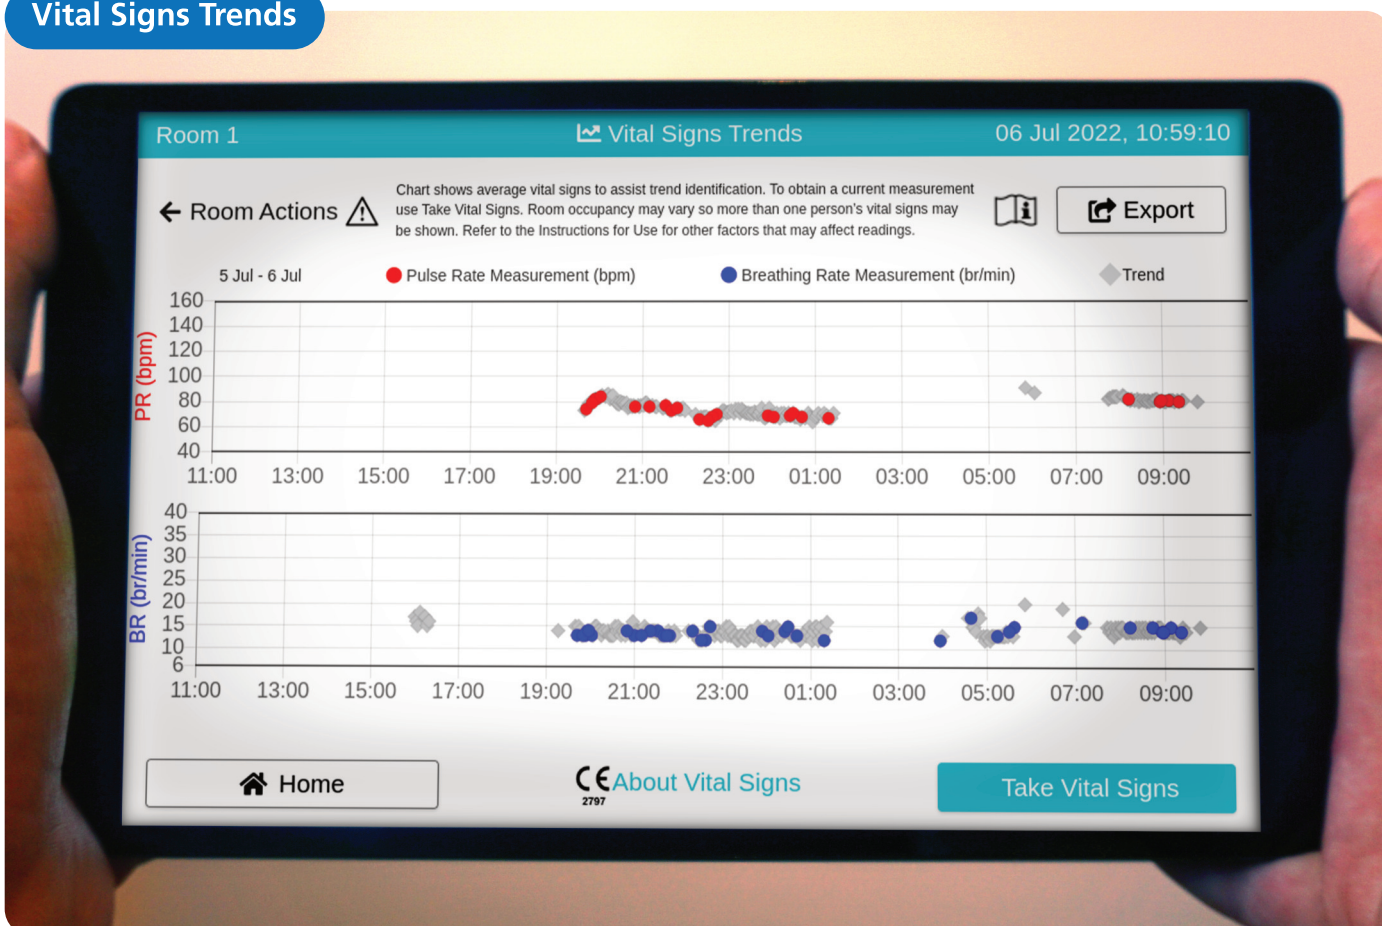 Vital Signs Trends
Room 1
Vital Signs Trends
06 Jul 2022, 10:59:10
Room Actions
Chart shows average vital signs to assist trend identification. To obtain a current measurement
use Take Vital Signs. Room occupancy may vary so more than one person's vital signs may
be shown. Refer to the Instructions for Use for other factors that may affect readings.
Export
5 Jul - 6 Jul
Pulse Rate Measurement (bpm)
Breathing Rate Measurement (br/min)
Trend
PR (bpm)
160
140
120
100
80
60
40
11:00 13:00 15:00 17:00 19:00 21:00 23:00 01:00 03:00 05:00 07:00 09:00
BR (br/min)
40
35
30
25
20
15
10
6
11:00 13:00 15:00 17:00 19:00 21:00 23:00 01:00 03:00 05:00 07:00 09:00
Home
CE
2797
About Vital Signs
Take Vital Signs